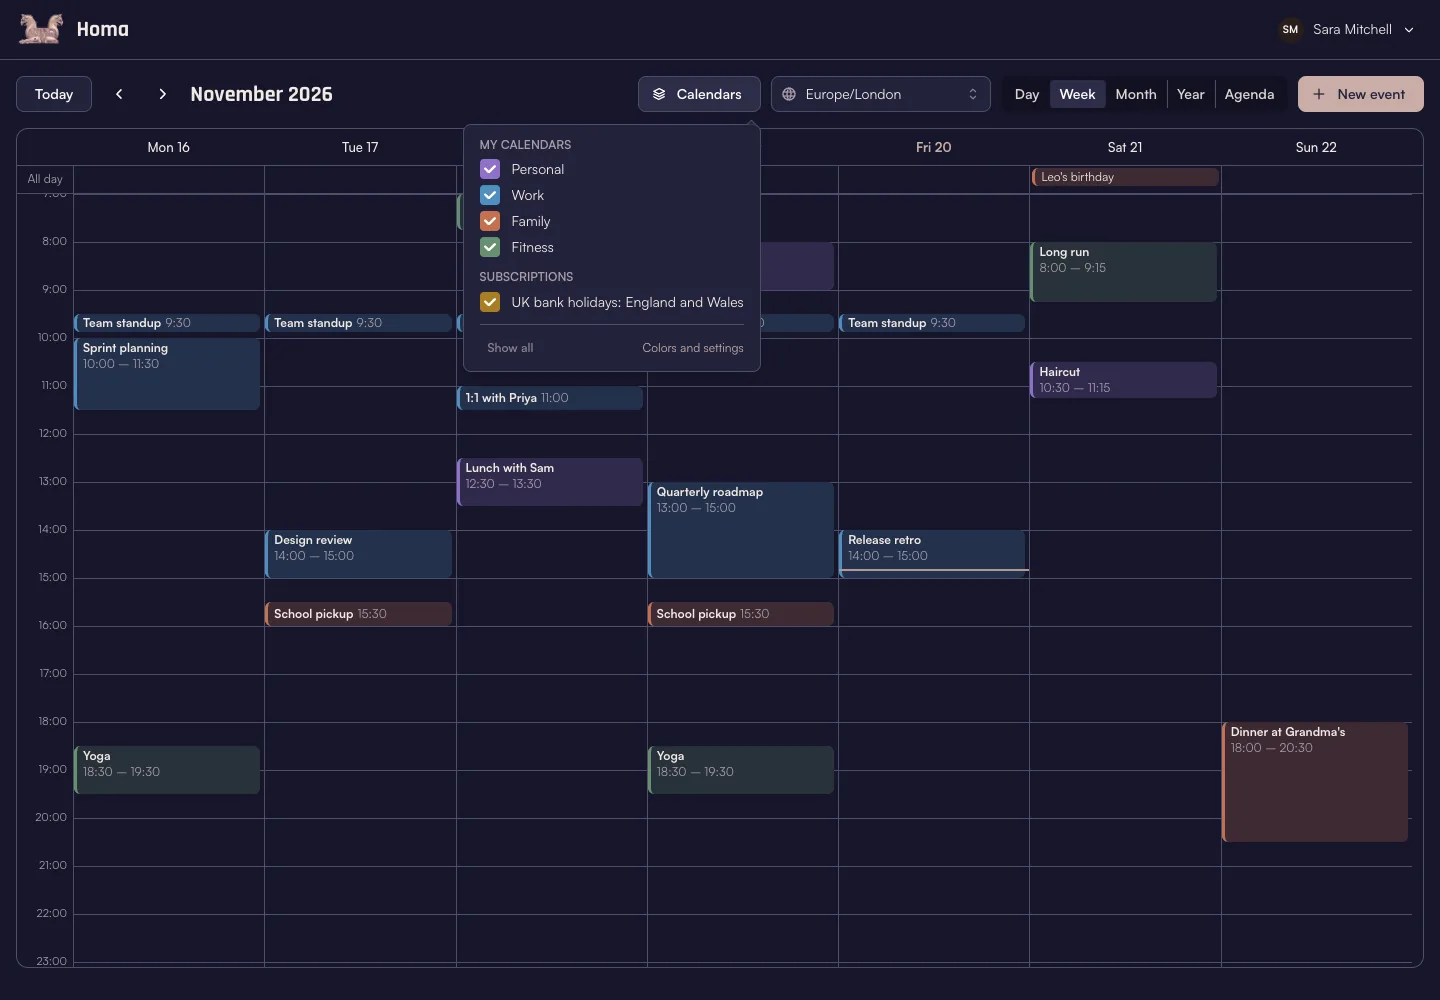 Homa
SM Sara Mitchell
Today
November 2026
Calendars
Europe/London
Day Week Month Year Agenda
+ New event
Mon 16
Tue 17
Fri 20
Sat 21
Sun 22
MY CALENDARS
Personal
Work
Family
Fitness
SUBSCRIPTIONS
UK bank holidays: England and Wales
Show all
Colors and settings
All day
Leo's birthday
8:00
9:00
10:00
11:00
12:00
13:00
14:00
15:00
16:00
17:00
18:00
19:00
20:00
21:00
22:00
23:00
Team standup 9:30
Sprint planning
10:00 – 11:30
Yoga
18:30 – 19:30
Team standup 9:30
Design review
14:00 – 15:00
School pickup 15:30
1:1 with Priya 11:00
Lunch with Sam
12:30 – 13:30
Quarterly roadmap
13:00 – 15:00
School pickup 15:30
Yoga
18:30 – 19:30
Team standup 9:30
Release retro
14:00 – 15:00
Long run
8:00 – 9:15
Haircut
10:30 – 11:15
Dinner at Grandma's
18:00 – 20:30